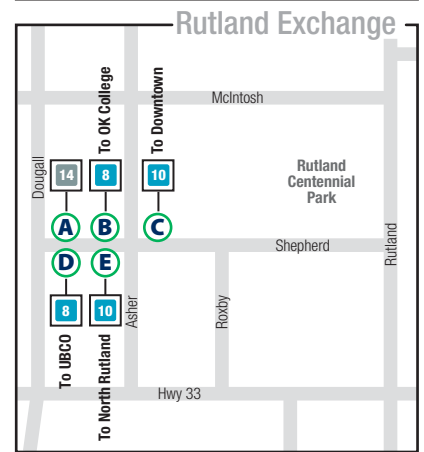 Rutland Exchange
McIntosh
To OK College
To Downtown
Dougall
14
8
10
Rutland
Centennial
Park
A
B
C
Shepherd
Rutland
D
E
8
10
Asher
Roxby
To UBCO
To North Rutland
Hwy 33